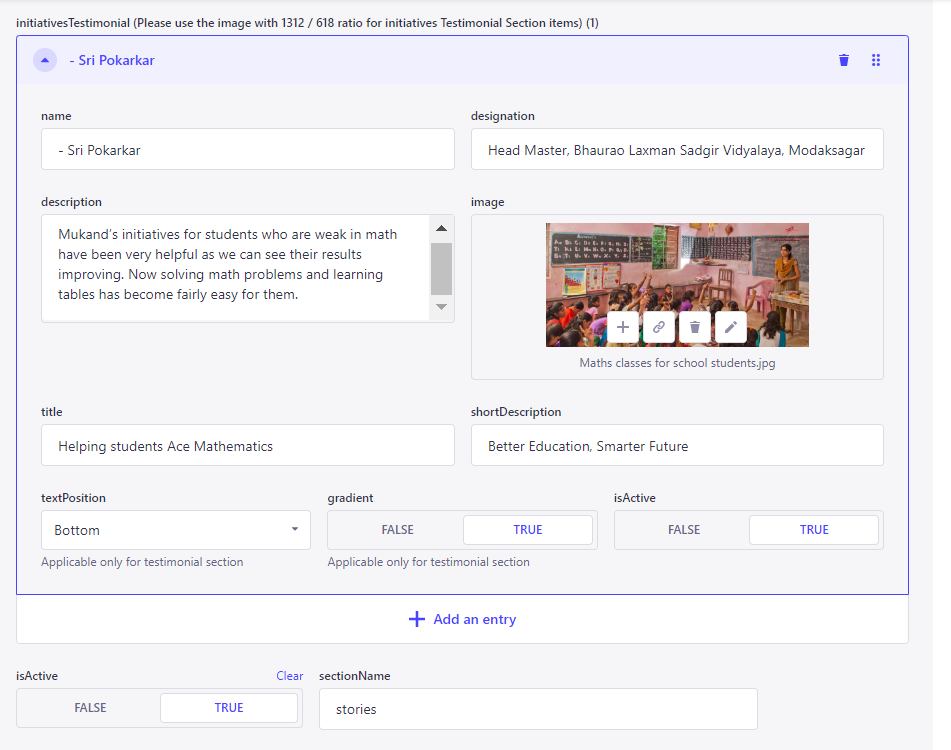 initiativesTestimonial (Please use the image with 1312 / 618 ratio for initiatives Testimonial Section items) (1)
- Sri Pokarkar
name
designation
- Sri Pokarkar
Head Master, Bhaurao Laxman Sadgir Vidyalaya, Modaksagar
description
image
Mukand's initiatives for students who are weak in math
have been very helpful as we can see their results
improving. Now solving math problems and learning
tables has become fairly easy for them.
Maths classes for school students.jpg
title
shortDescription
Helping students Ace Mathematics
Better Education, Smarter Future
textPosition
gradient
isActive
Bottom
FALSE TRUE
FALSE TRUE
Applicable only for testimonial section
Applicable only for testimonial section
Add an entry
isActive Clear
sectionName
FALSE TRUE
stories